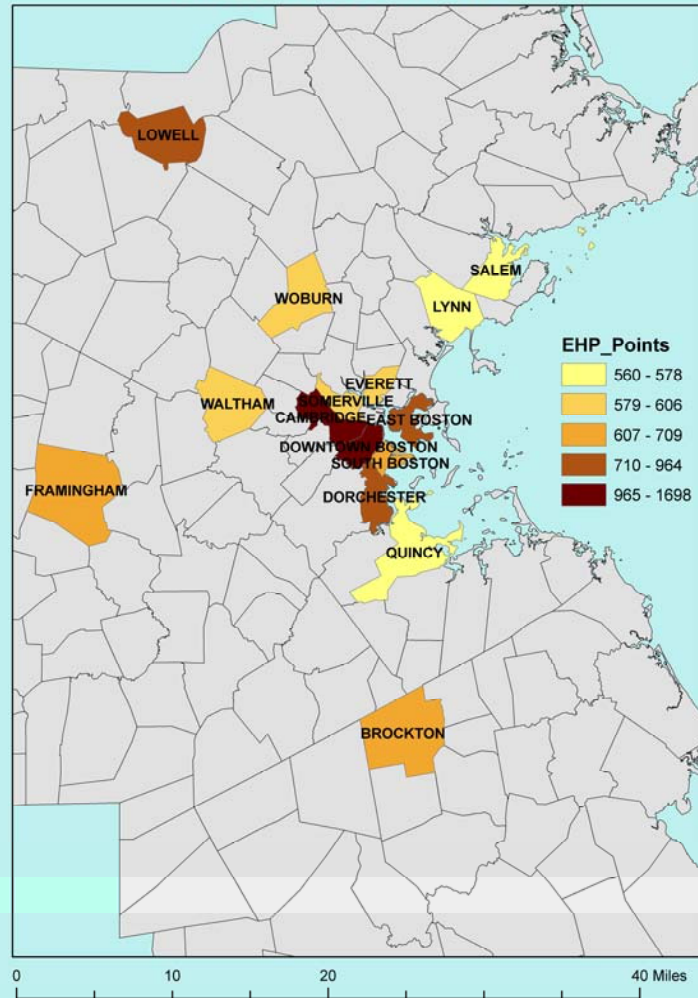 LOWELL
SALEM
WOBURN
LYNN
EHP_Points
560 - 578
579 - 606
607 - 709
710 - 964
965 - 1698
EVERETT
WALTHAM
SOMERVILLE
CAMBRIDGE
EAST BOSTON
DOWNTOWN BOSTON
SOUTH BOSTON
FRAMINGHAM
DORCHESTER
QUINCY
BROCKTON
0 10 20 40 Miles